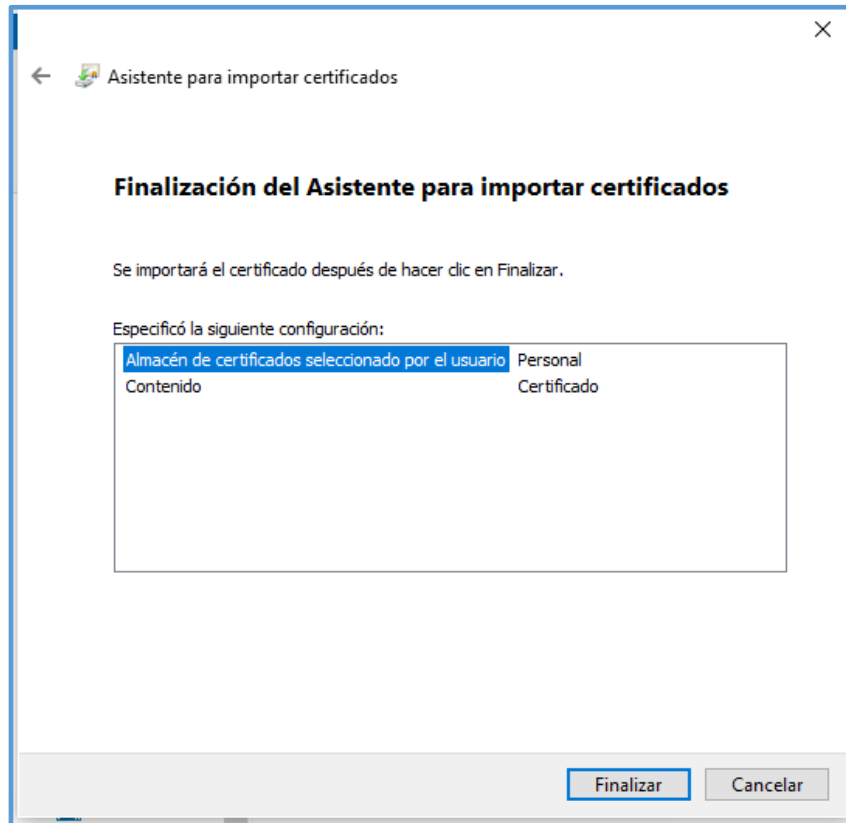 Asistente para importar certificados
Finalización del Asistente para importar certificados
Se importará el certificado después de hacer clic en Finalizar.
Especificó la siguiente configuración:
Almacén de certificados seleccionado por el usuario Personal
Contenido Certificado
Finalizar Cancelar